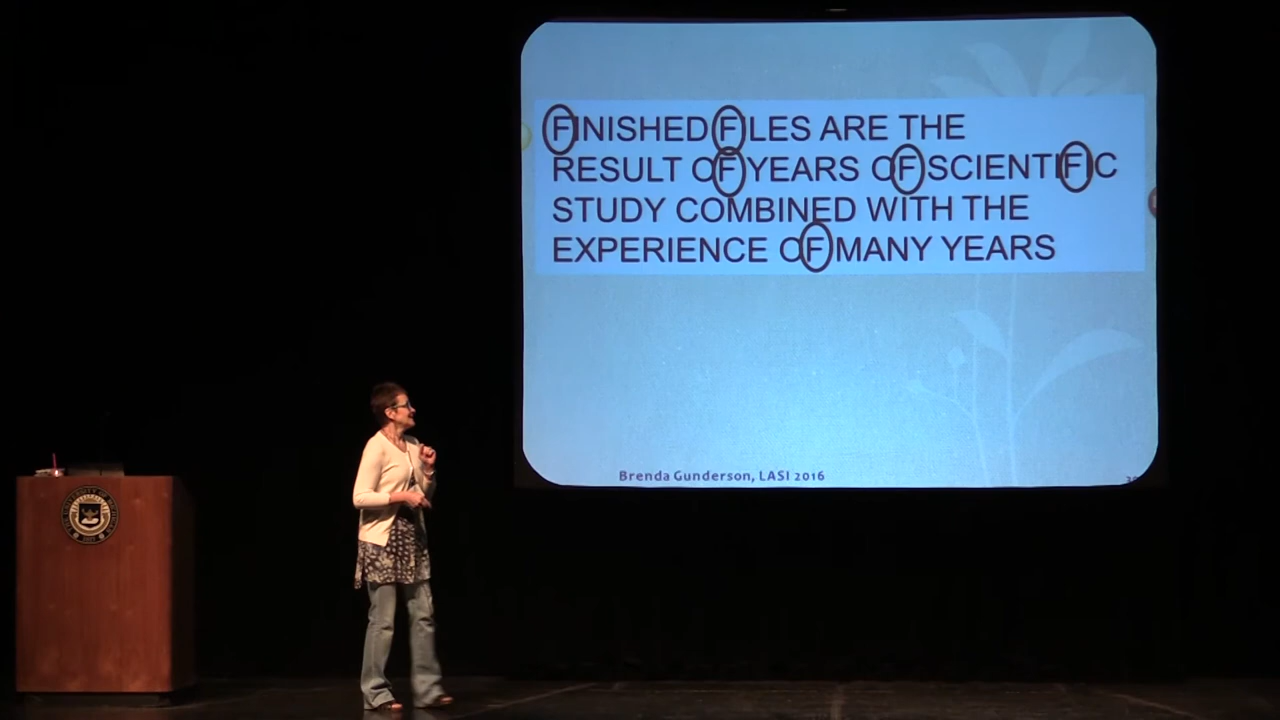 FINISHED FILES ARE THE
RESULT OF YEARS OF SCIENTIFIC
STUDY COMBINED WITH THE
EXPERIENCE OF MANY YEARS
Brenda Gunderson, LASI 2016